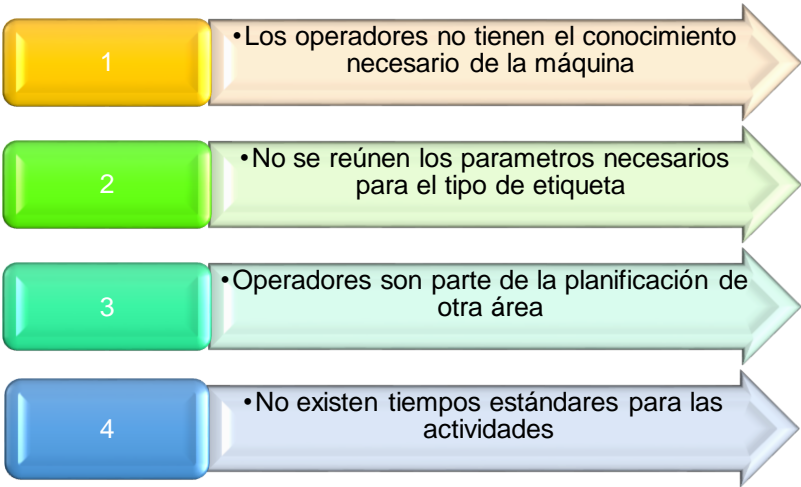 1
•Los operadores no tienen el conocimiento
necesario de la máquina
2
•No se reúnen los parametros necesarios
para el tipo de etiqueta
3
•Operadores son parte de la planificación de
otra área
4
•No existen tiempos estándares para las
actividades